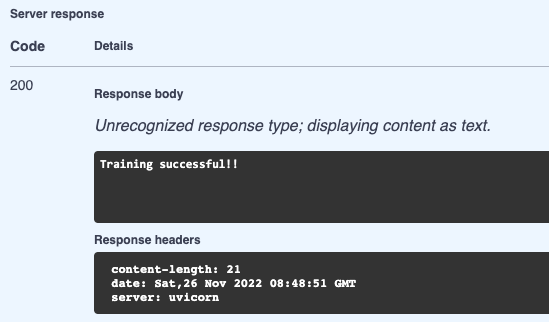 Server response
Code Details
200
Response body
Unrecognized response type; displaying content as text.
Training successful!!
Response headers
content-length: 21
date: Sat,26 Nov 2022 08:48:51 GMT
server: uvicorn